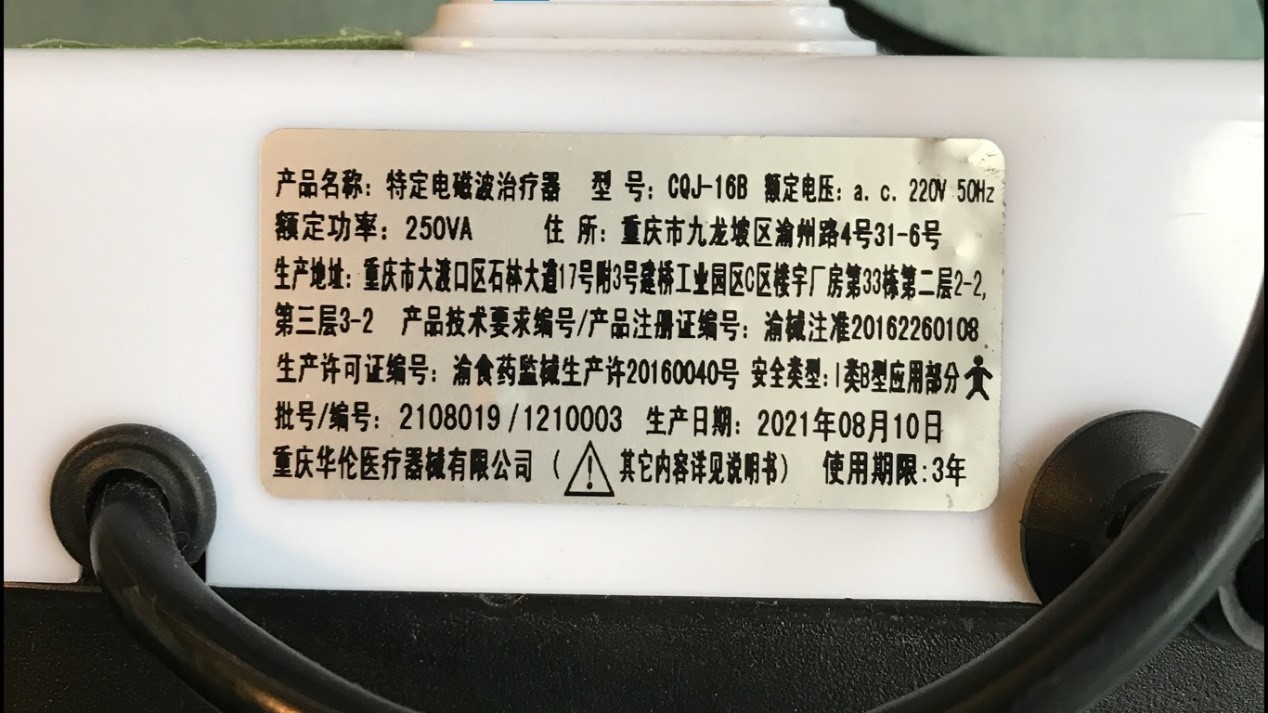 产品名称：特定电磁波治疗器 型 号：CQJ-16B 额定电压：a.c. 220V 50Hz
额定功率：250VA 住 所：重庆市九龙坡区渝州路4号31-6号
生产地址：重庆市大渡口区石林大道17号附3号建桥工业园区C区楼宇厂房第33栋第二层2-2,
第三层3-2 产品技术要求编号/产品注册证编号：渝械注准20162260108
生产许可证编号：渝食药监械生产许20160040号 安全类型:I类B型应用部分
批号/编号：2108019/1210003 生产日期：2021年08月10日
重庆华伦医疗器械有限公司（!其它内容详见说明书） 使用期限:3年